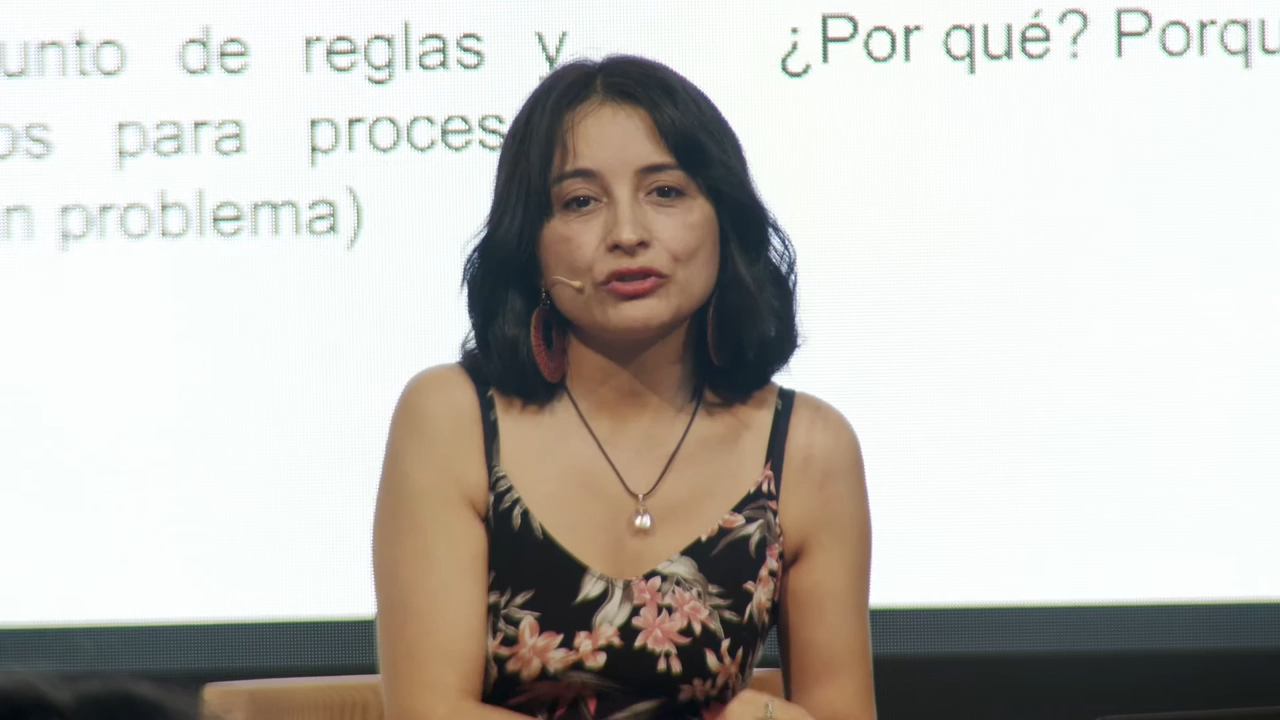 unto de reglas y
os para proces
n problema)
¿Por qué? Porqu